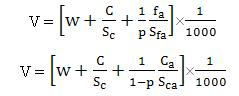 V = [W + C/S_c + 1/p f_a/S_fa] × 1/1000
V = [W + C/S_c + 1/1−p C_a/S_ca] × 1/1000